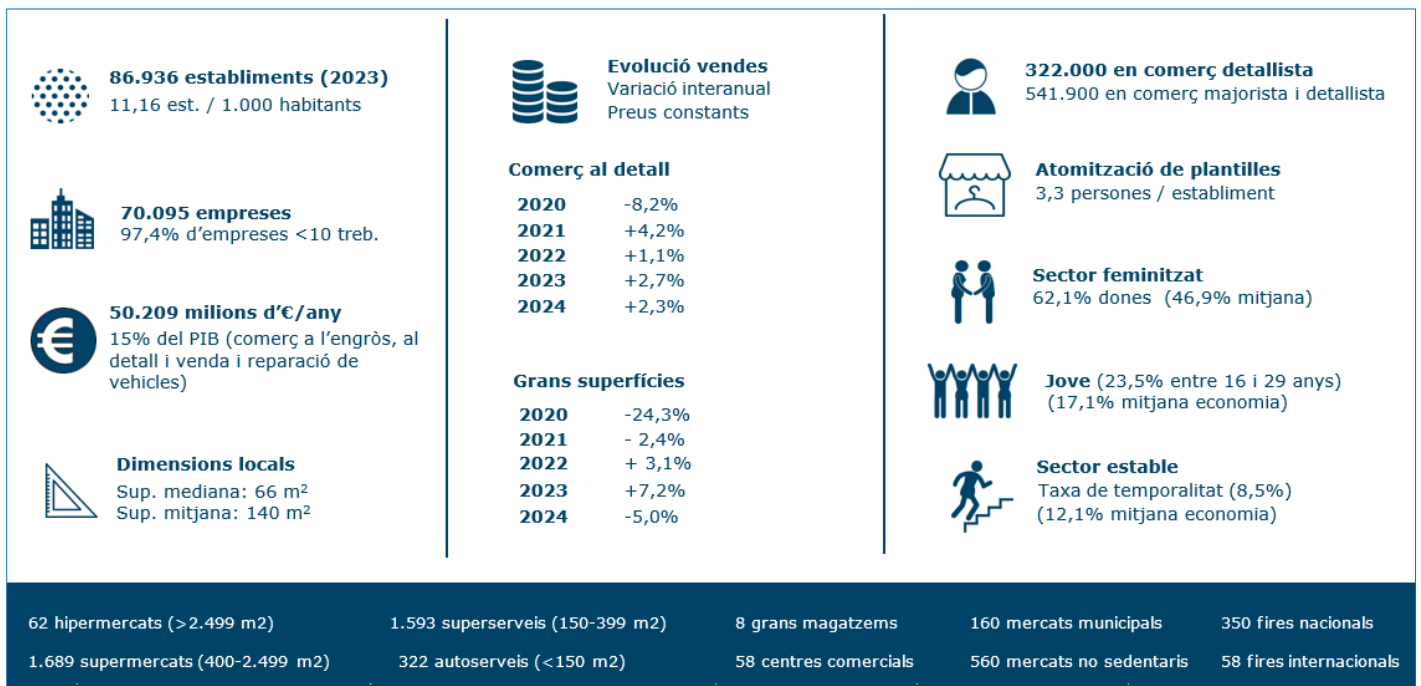 86.936 establiments (2023)
11,16 est. / 1.000 habitants
70.095 empreses
97,4% d’empreses <10 treb.
50.209 milions d’€/any
15% del PIB (comerç a l’engròs, al
detall i venda i reparació de
vehicles)
Dimensions locals
Sup. mediana: 66 m²
Sup. mitjana: 140 m²
Evolució vendes
Variació interanual
Preus constants
Comerç al detall
2020 -8,2%
2021 +4,2%
2022 +1,1%
2023 +2,7%
2024 +2,3%
Grans superfícies
2020 -24,3%
2021 - 2,4%
2022 + 3,1%
2023 +7,2%
2024 -5,0%
322.000 en comerç detallista
541.900 en comerç majorista i detallista
Atomització de plantilles
3,3 persones / establiment
Sector feminitzat
62,1% dones (46,9% mitjana)
Jove (23,5% entre 16 i 29 anys)
(17,1% mitjana economia)
Sector estable
Taxa de temporalitat (8,5%)
(12,1% mitjana economia)
62 hipermercats (>2.499 m2)
1.689 supermercats (400-2.499 m2)
1.593 superserveis (150-399 m2)
322 autoserveis (<150 m2)
8 grans magatzems
58 centres comercials
160 mercats municipals
560 mercats no sedentaris
350 fires nacionals
58 fires internacionals